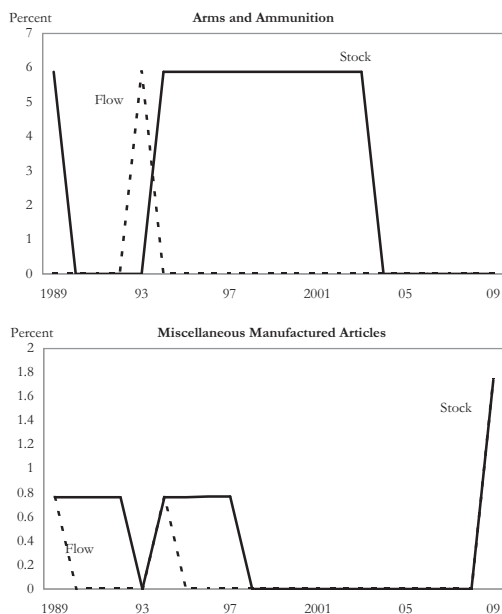 Percent Arms and Ammunition
7
Stock
6
Flow
5
4
3
2
1
0
1989 93 97 2001 05 09
Percent Miscellaneous Manufactured Articles
2
1.8
1.6
Stock
1.4
1.2
1
0.8
0.6
0.4
Flow
0.2
0
1989 93 97 2001 05 09